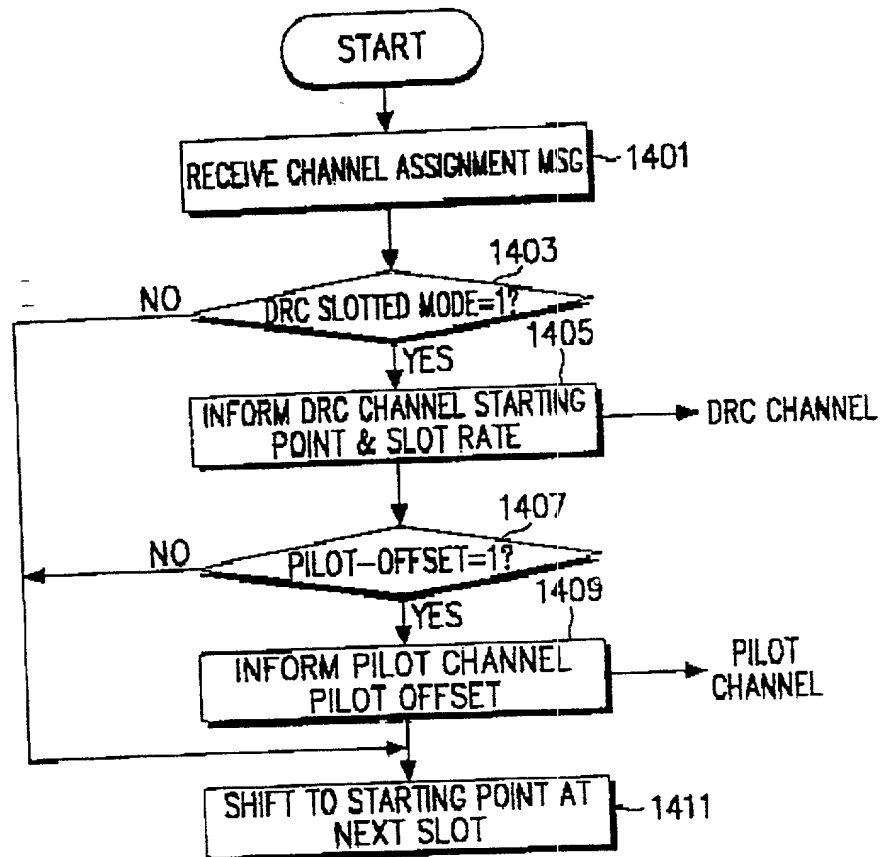 START
RECEIVE CHANNEL ASSIGNMENT MSG
1401
1403
NO
DRC SLOTTED MODE=1?
YES
1405
INFORM DRC CHANNEL STARTING
POINT & SLOT RATE
DRC CHANNEL
1407
NO
PILOT-OFFSET=1?
YES
1409
INFORM PILOT CHANNEL
PILOT OFFSET
PILOT
CHANNEL
SHIFT TO STARTING POINT AT
NEXT SLOT
1411